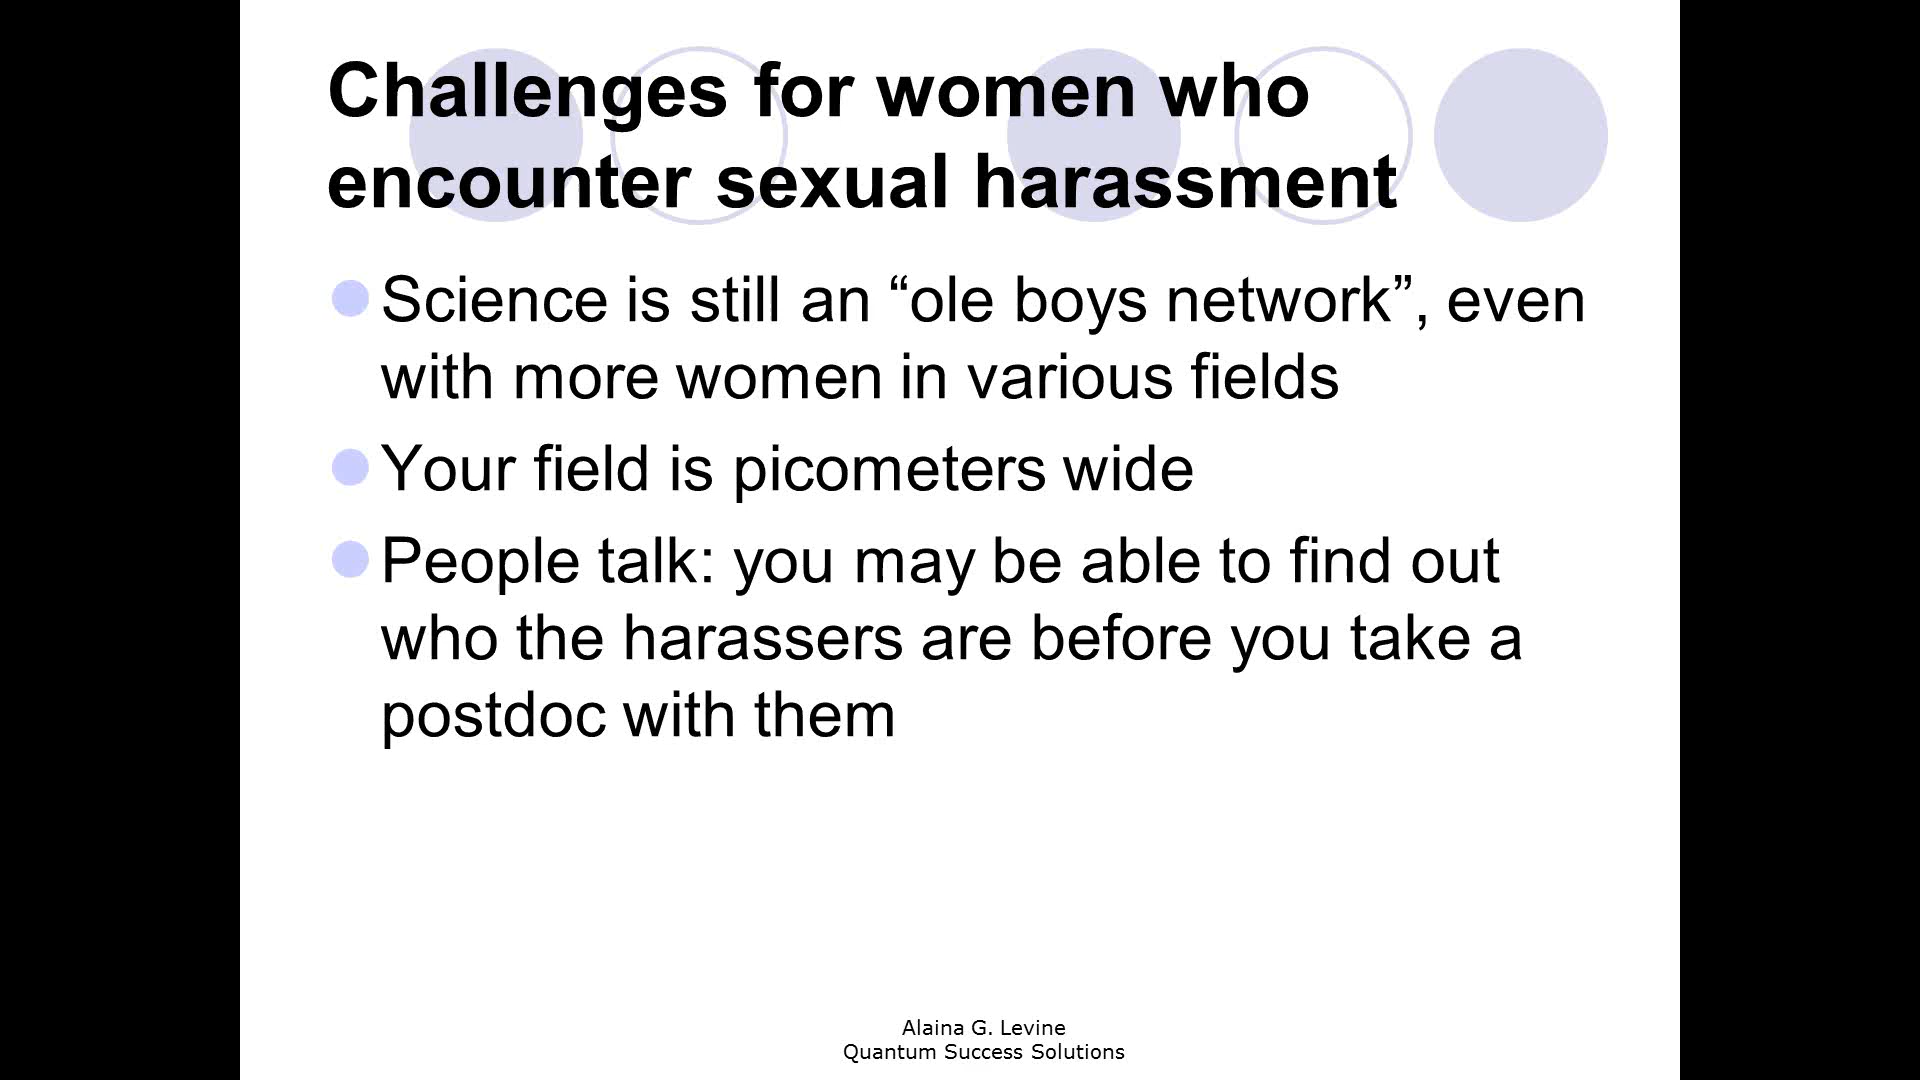 Challenges for women who
encounter sexual harassment
Science is still an “ole boys network”, even
with more women in various fields
Your field is picometers wide
People talk: you may be able to find out
who the harassers are before you take a
postdoc with them
Alaina G. Levine
Quantum Success Solutions